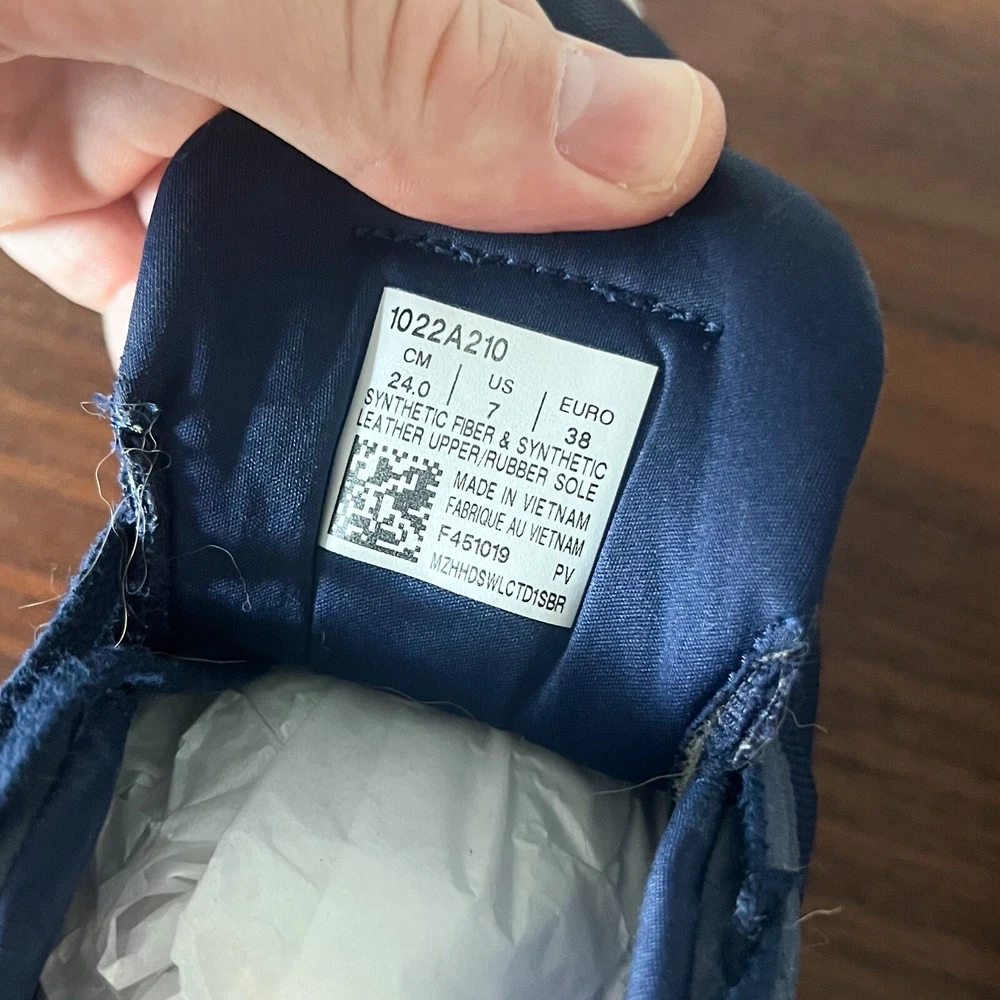 1022A210
CM | US | EURO
24.0 7 38
SYNTHETIC FIBER & SYNTHETIC
LEATHER UPPER/RUBBER SOLE
MADE IN VIETNAM
FABRIQUE AU VIETNAM
F451019 PV
MZHHDSWLCTD1SBR